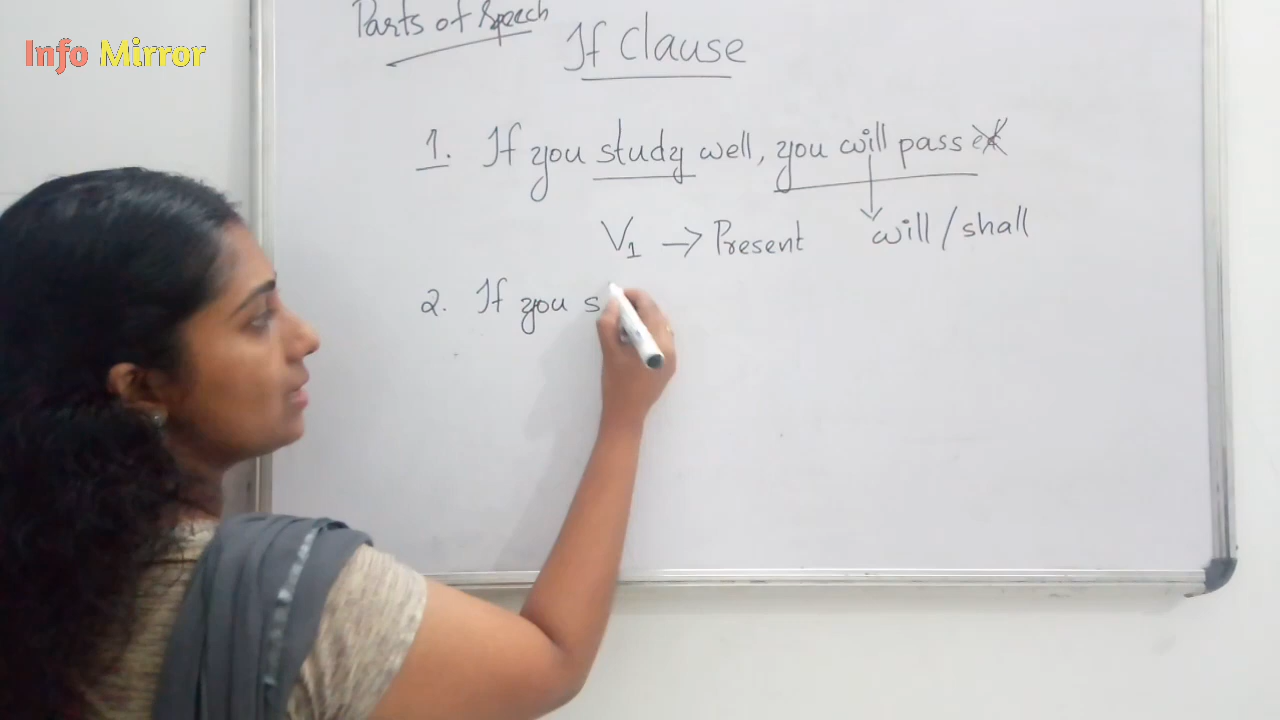 Info Mirror
Parts of Speech
If Clause
1. If you study well, you will pass
V1 → Present will/shall
2. If you s